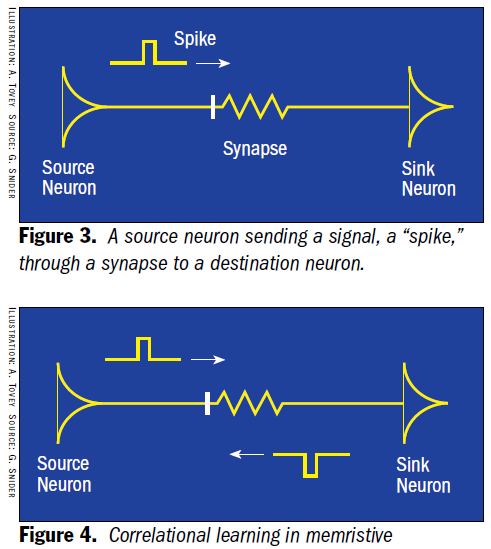 ILLUSTRATION: A. TOVEY SOURCE: G. SNIDER
Spike
Synapse
Source
Neuron
Sink
Neuron
Figure 3. A source neuron sending a signal, a “spike,”
through a synapse to a destination neuron.
ILLUSTRATION: A. TOVEY SOURCE: G. SNIDER
Source
Neuron
Sink
Neuron
Figure 4. Correlational learning in memristive